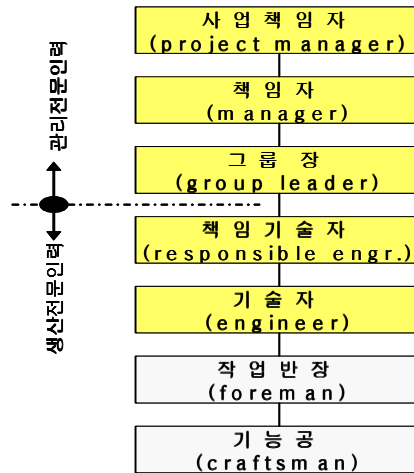 사업책임자
(project manager)
책임자
(manager)
그룹장
(group leader)
책임기술자
(responsible engr.)
기술자
(engineer)
작업반장
(foreman)
기능공
(craftsman)
관리전문인력
생산전문인력